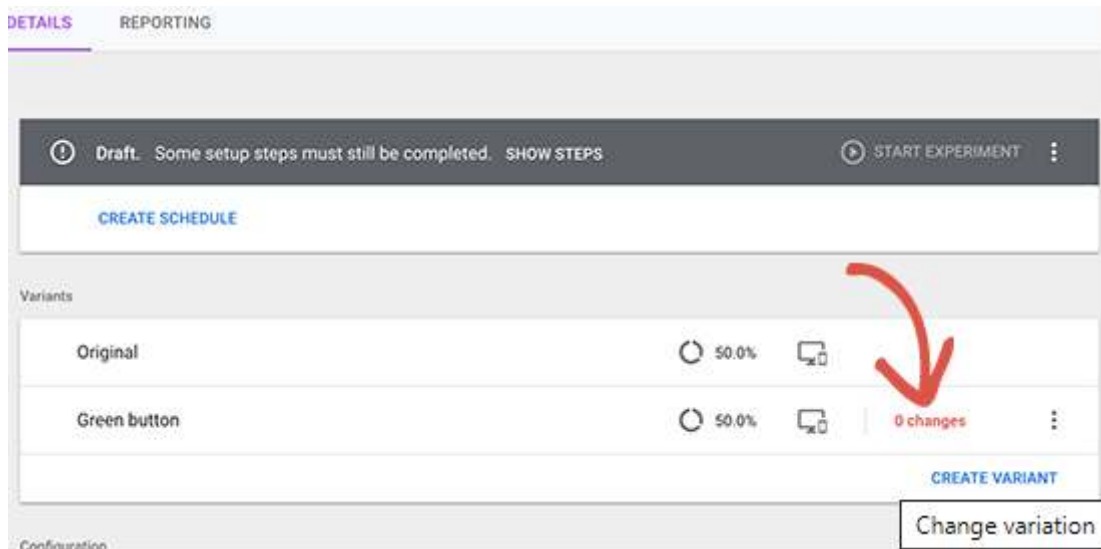 DETAILS REPORTING
Draft. Some setup steps must still be completed. SHOW STEPS START EXPERIMENT
CREATE SCHEDULE
Variants
Original 50.0%
Green button 50.0% 0 changes
CREATE VARIANT
Change variation
Configuration